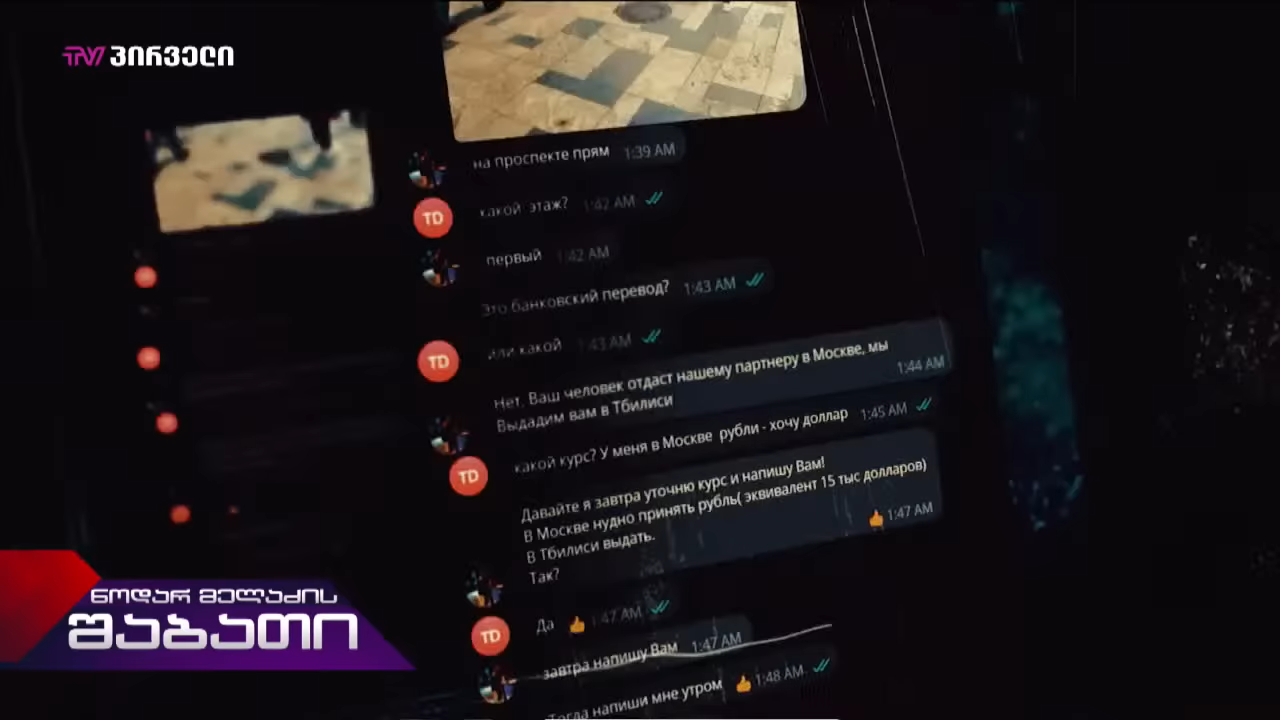 TV პირველი
на проспекте прям 1:39 AM
TD
какой этаж? 1:42 AM
первый 1:42 AM
Это банковский перевод? 1:43 AM
TD
или какой 1:43 AM
Нет. Ваш человек отдаст нашему партнеру в Москве, мы
Выдадим вам в Тбилиси
1:44 AM
TD
какой курс? У меня в Москве рубли - хочу доллар 1:45 AM
Давайте я завтра уточню курс и напишу Вам!
В Москве нудно принять рубль( эквивалент 15 тыс долларов)
В Тбилиси выдать.
Так?
1:47 AM
TD
Да 1:47 AM
завтра напишу Вам 1:47 AM
Тогда напиши мне утром 1:48 AM
ნოდარ მელაძის
შაბათი